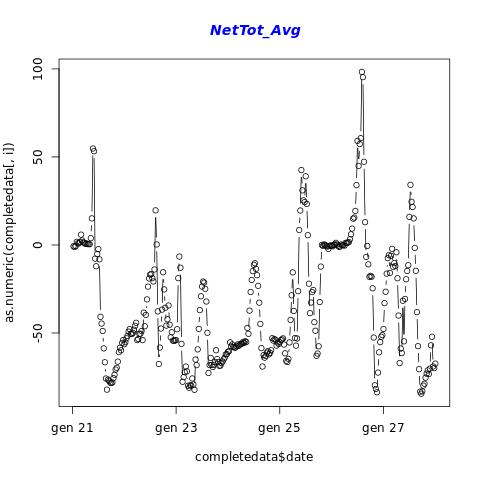 NetTot_Avg
as.numeric(completedata[, i])
100
50
0
-50
gen 21
gen 23
gen 25
gen 27
completedata$date